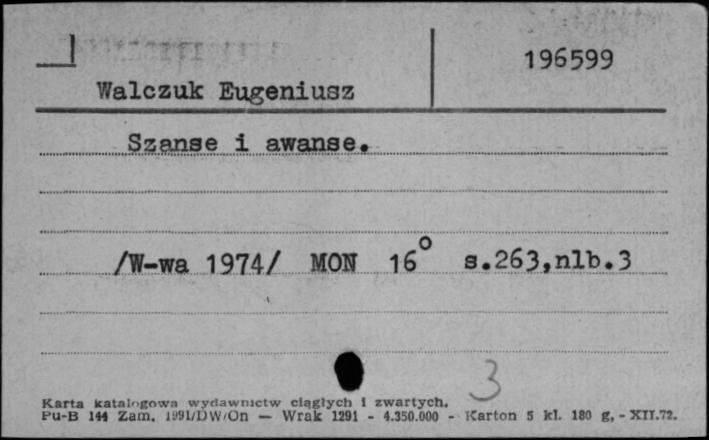 196599
Walczuk Eugeniusz
Szanse i awanse.
/W-wa 1974/ MON 16° s.263,nlb.3
3
Karta katalogowa wydawnictw ciągłych i zwartych.
Pu-B 144 Zam. 1991/DW/On — Wrak 1291 - 4.350.000 - Karton 5 kl. 180 g, - XII.72.